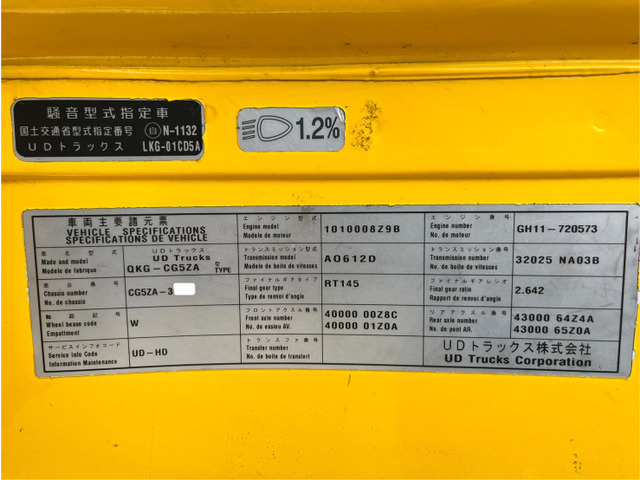 騒音型式指定車
国土交通省型式指定番号 自 N-1132
UDトラックス LKG-01CD5A
1.2%
車両主要諸元票
VEHICLE SPECIFICATIONS
SPECIFICATIONS DE VEHICLE
車名型式
Made and model
Modele de fabrique
UDトラックス
UD Trucks
QKG-CG5ZA 型 TYPE
車台番号
Chassis number
No. de chassis
CG5ZA-3
軸距記号
Wheel bease code
Empattement
W
サービスインフォコード
Service Info Code
Information Maintenance
UD-HD
エンジン型式
Engine model
Modele de moteur
1010008Z9B
トランスミッション型式
Transmission model
Modele de boite de vitesses
A0612D
ファイナルギアタイプ
Final gear type
Type de renvoi d'angle
RT145
フロントアクスル番号
Front axle number
No. de essieu AV.
40000 00Z8C
40000 01Z0A
トランスファ番号
Transfer number
No. de boite de transfert
エンジン番号
Engine number
No. de moteur
GH11-720573
トランスミッション番号
Transmission number
No. de boite de vitesses
32025 NA03B
ファイナルギアレシオ
Final gear ratio
Rapport de renvoi d'angle
2.642
リアアクスル番号
Rear axle number
No. de pont AR.
43000 64Z4A
43000 65Z0A
UDトラックス株式会社
UD Trucks Corporation